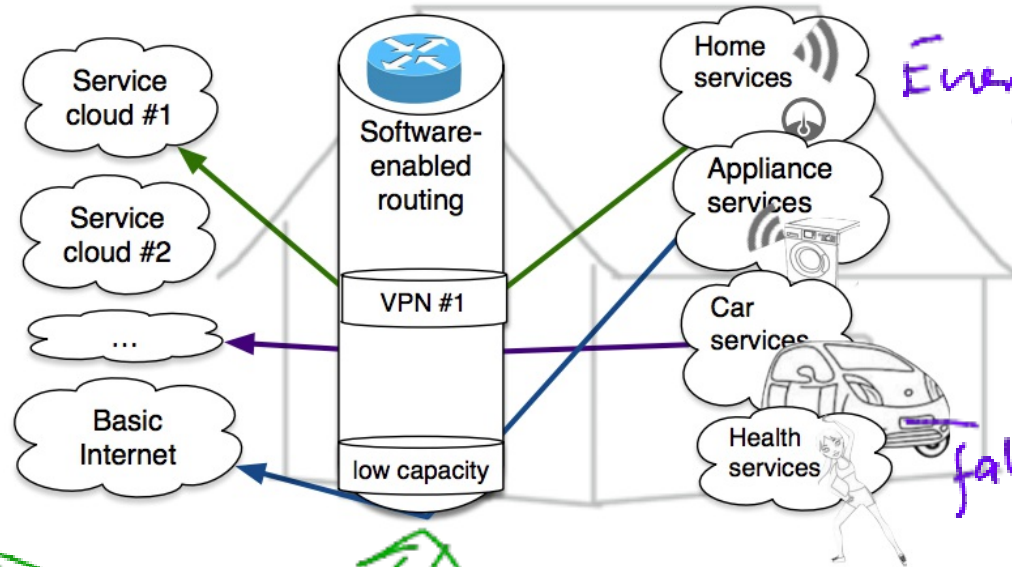 Service
cloud #1
Service
cloud #2
...
Basic
Internet
Software-
enabled
routing
VPN #1
low capacity
Home
services
Appliance
services
Car
services
Health
services